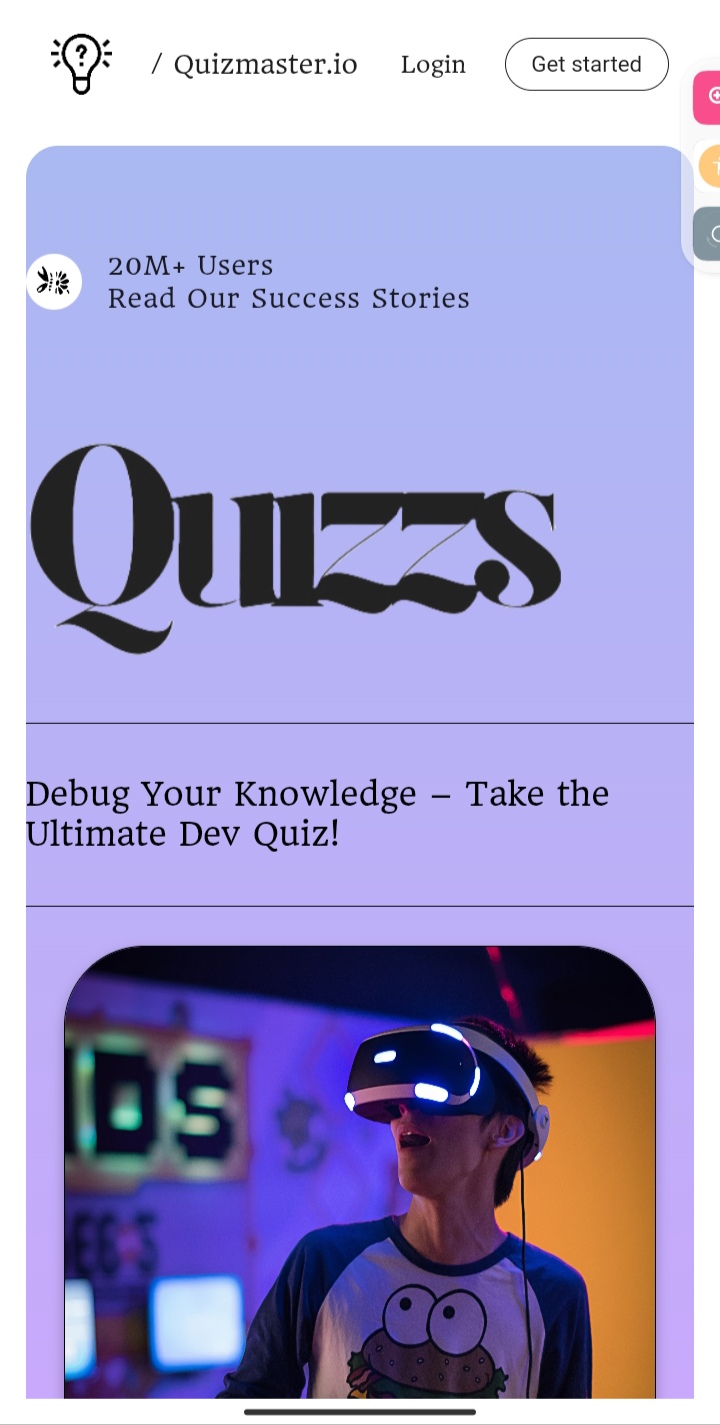 / Quizmaster.io Login Get started
20M+ Users
Read Our Success Stories
Quizzs
Debug Your Knowledge – Take the
Ultimate Dev Quiz!